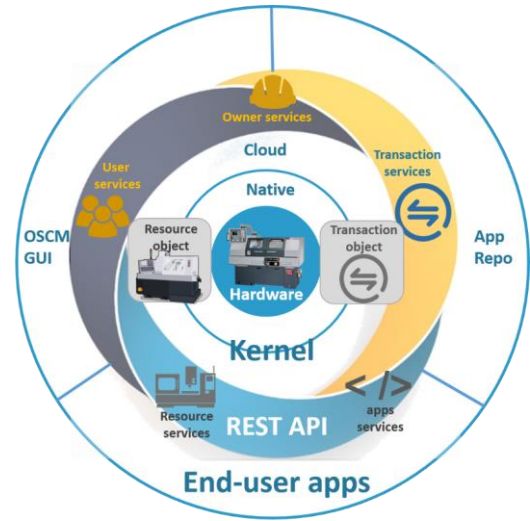 Owner services
Cloud
Native
User
services
Transaction
services
OSCM
GUI
Resource
object
Transaction
object
App
Repo
Hardware
Kernel
Resource
services
REST API
</>
apps
services
End-user apps